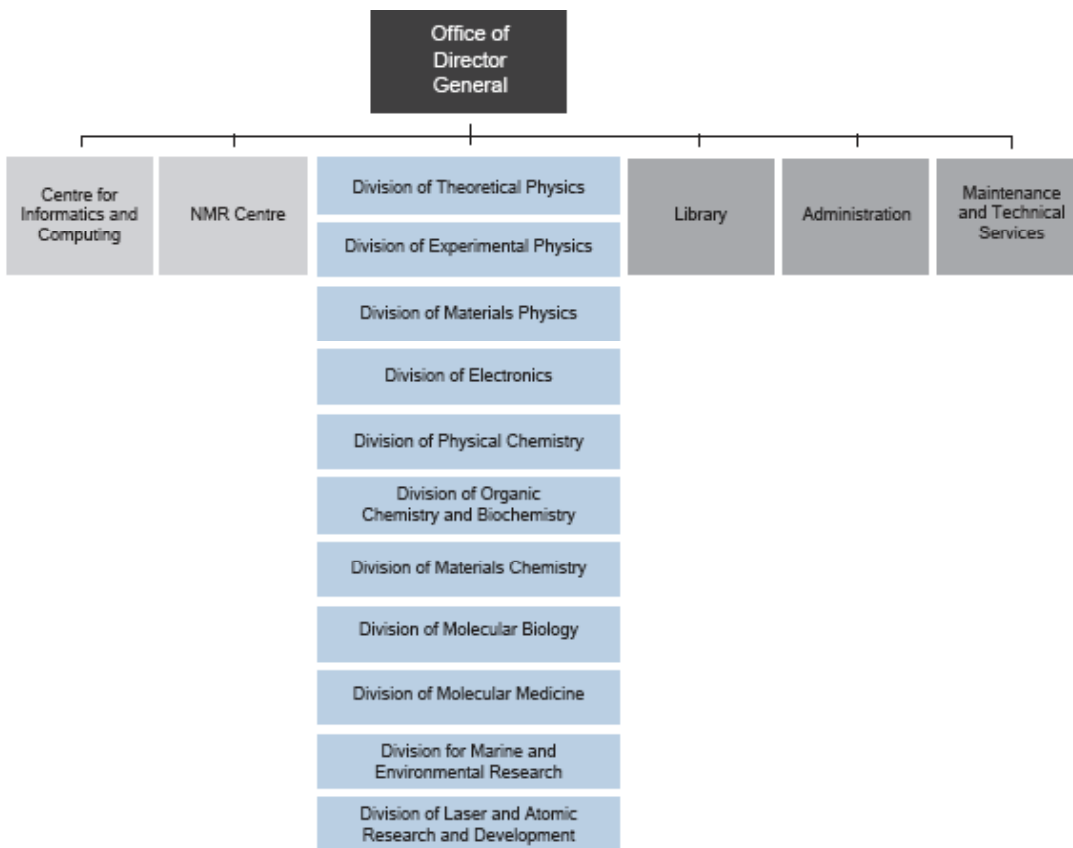 Office of
Director
General
Centre for
Informatics and
Computing
NMR Centre
Division of Theoretical Physics
Division of Experimental Physics
Division of Materials Physics
Division of Electronics
Division of Physical Chemistry
Division of Organic
Chemistry and Biochemistry
Division of Materials Chemistry
Division of Molecular Biology
Division of Molecular Medicine
Division for Marine and
Environmental Research
Division of Laser and Atomic
Research and Development
Library
Administration
Maintenance
and Technical
Services